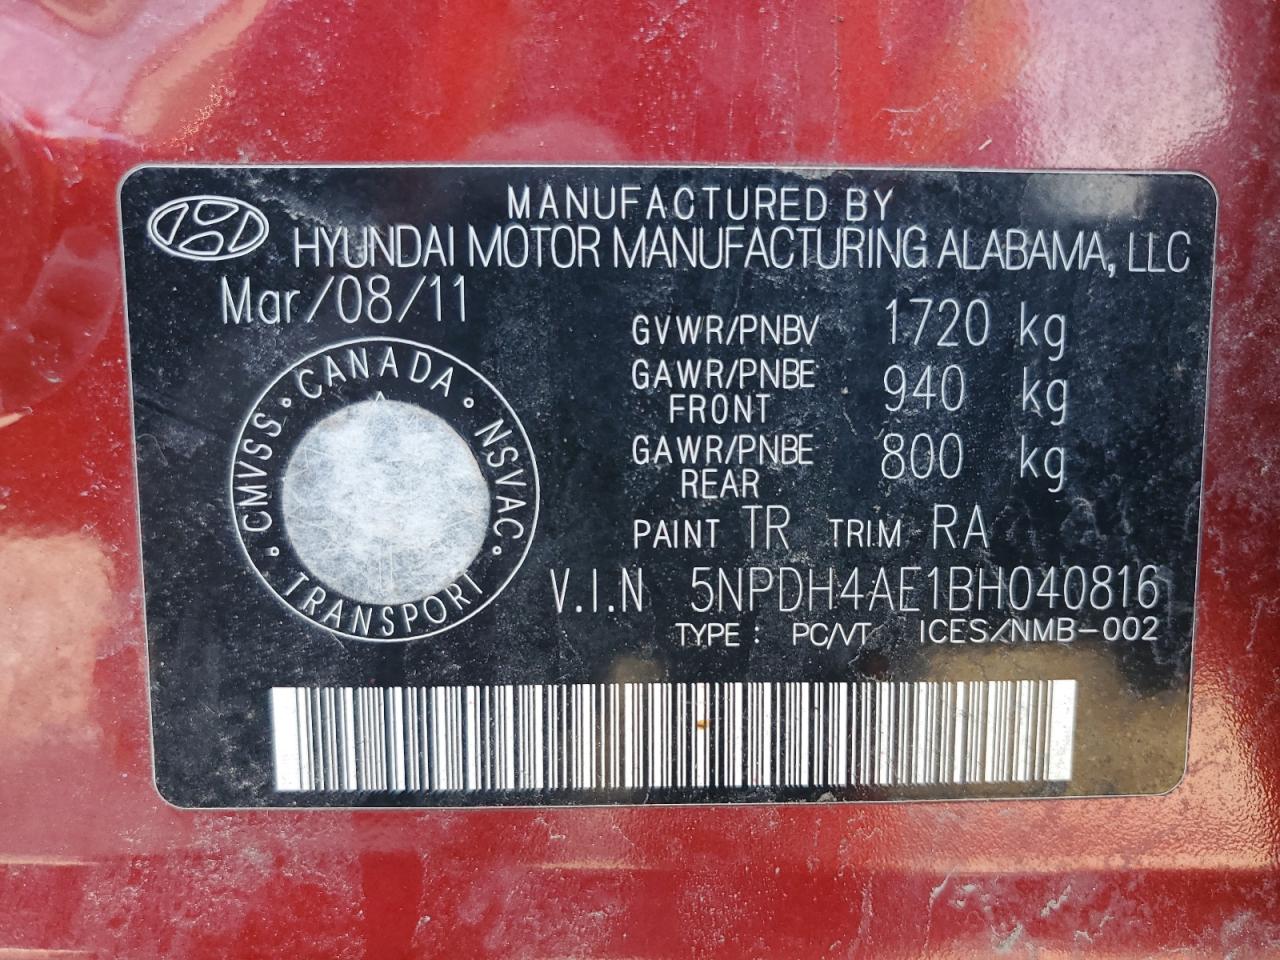 MANUFACTURED BY
HYUNDAI MOTOR MANUFACTURING ALABAMA, LLC
Mar/08/11
GVWR/PNBV 1720 kg
GAWR/PNBE 940 kg
FRONT
GAWR/PNBE 800 kg
REAR
PAINT TR TRIM RA
V.I.N 5NPDH4AE1BH040816
TYPE: PC/VT ICES/NMB-002
CMVSS · CANADA · NSVAC · TRANSPORT ·